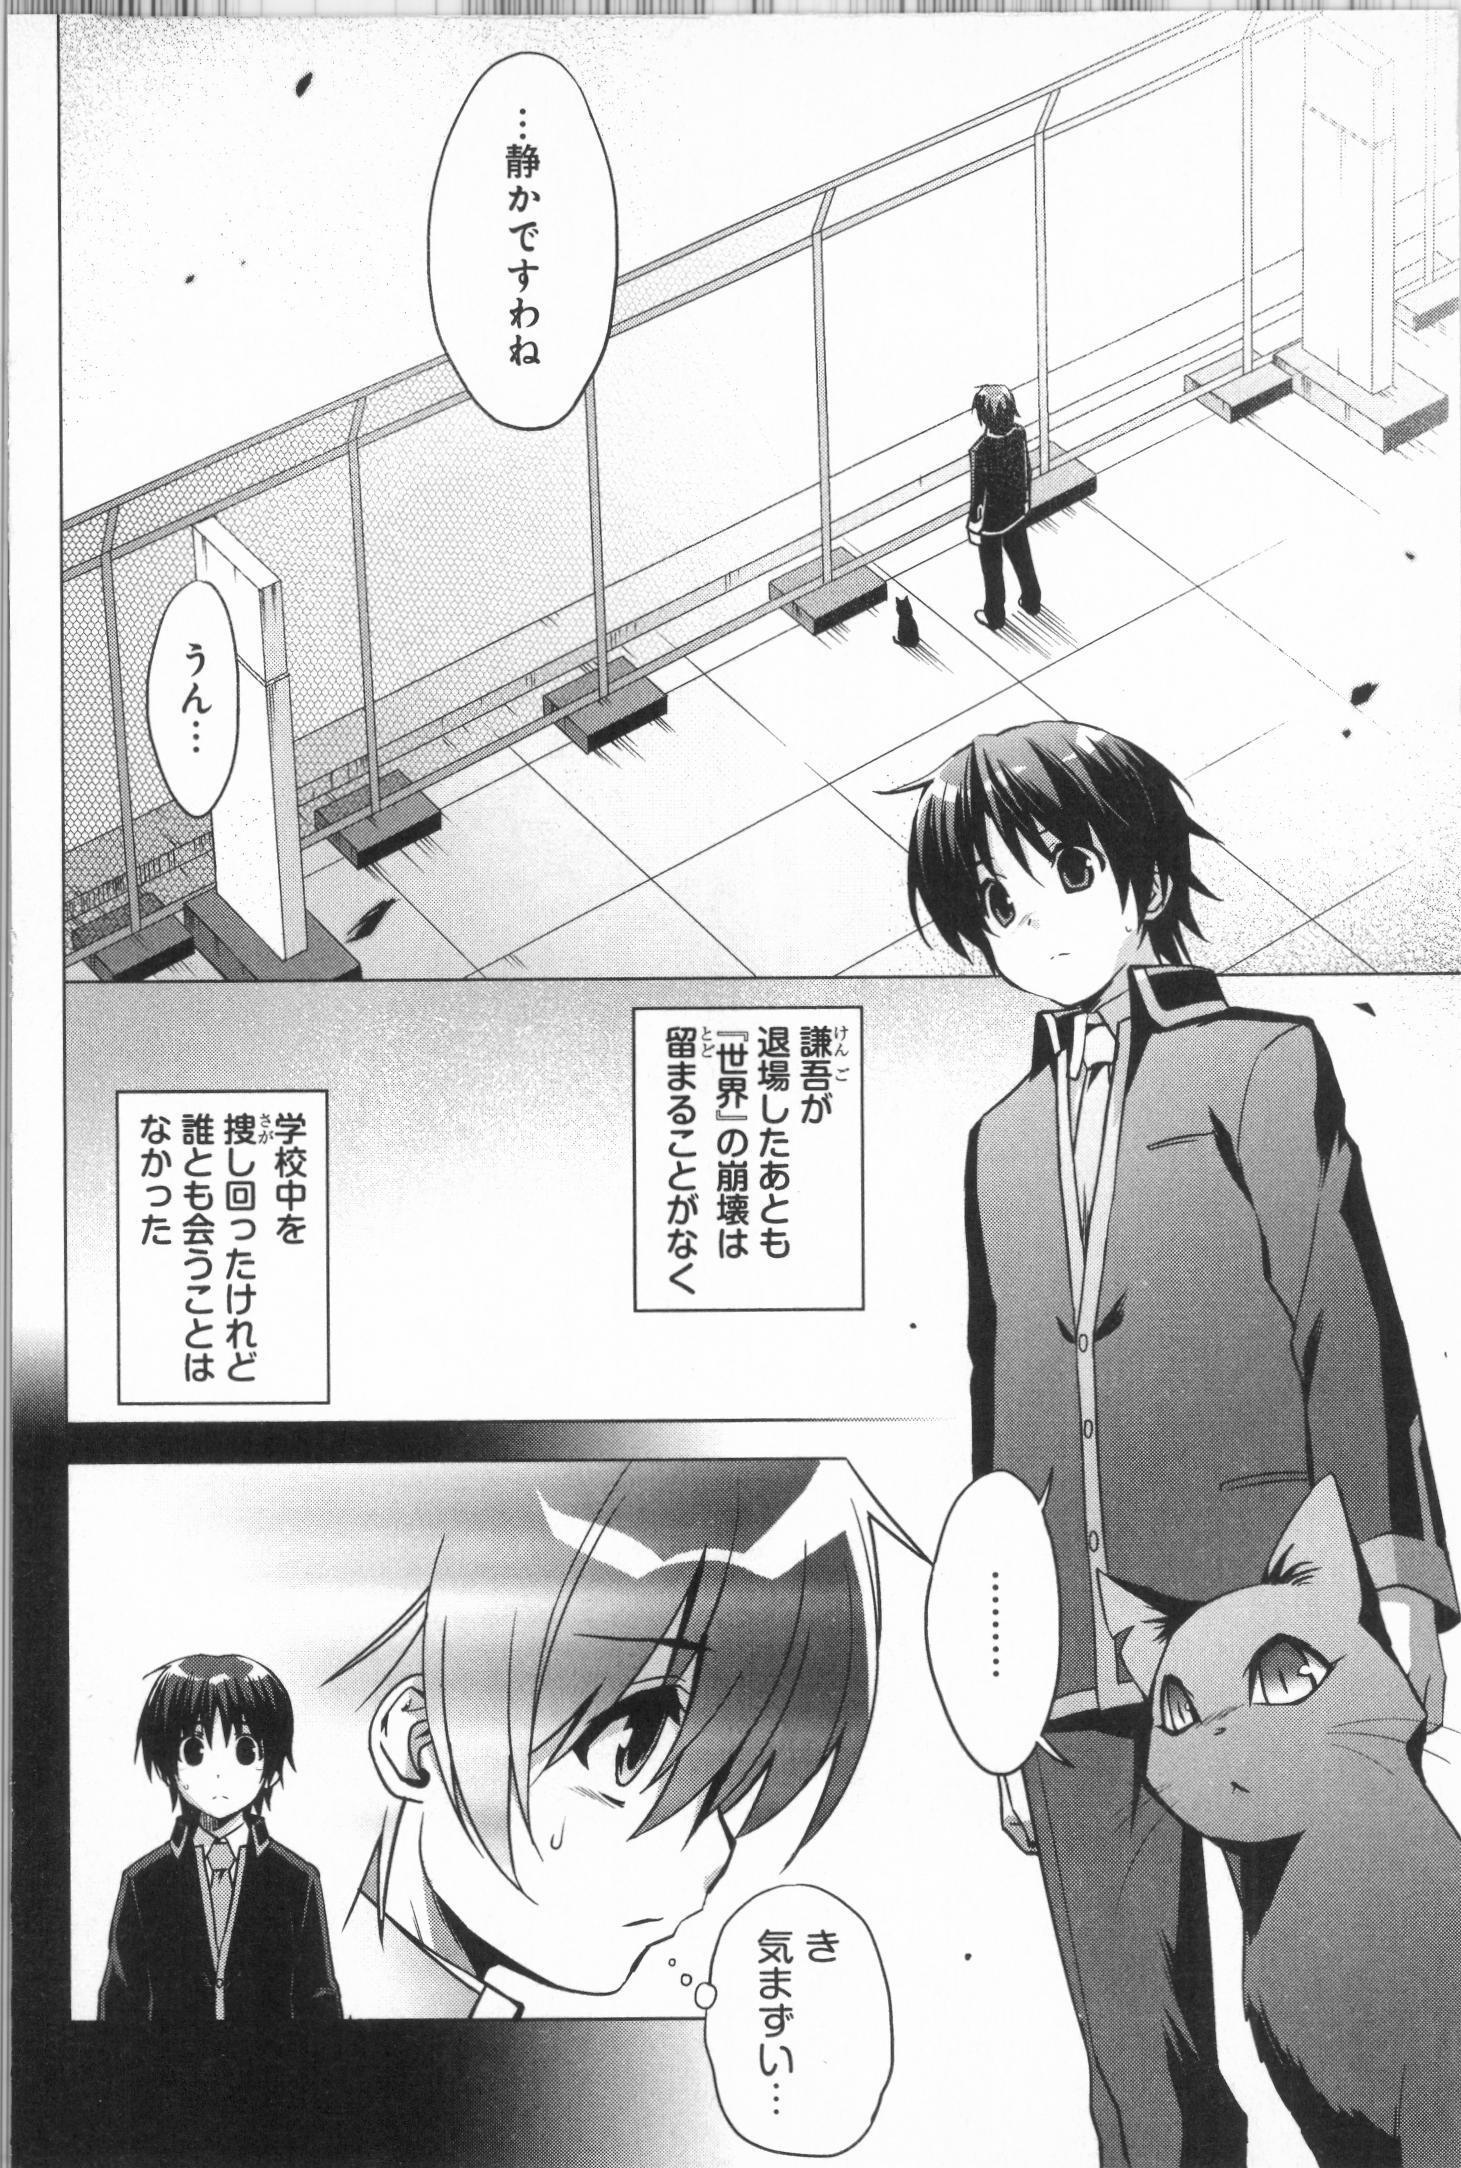 …静かですわね
うん…
謙吾が
退場したあとも
『世界』の崩壊は
留まることがなく
学校中を
捜し回ったけれど
誰とも会うことは
なかった
………
き
気まずい…